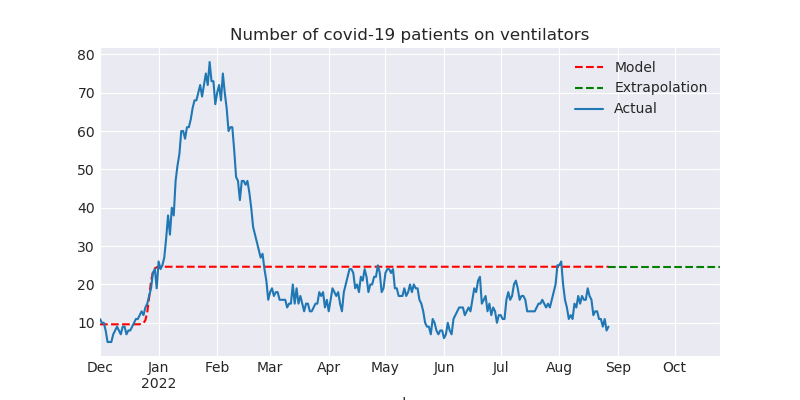 Number of covid-19 patients on ventilators
80
70
60
50
40
30
20
10
Model
Extrapolation
Actual
Dec Jan Feb Mar Apr May Jun Jul Aug Sep Oct
2022